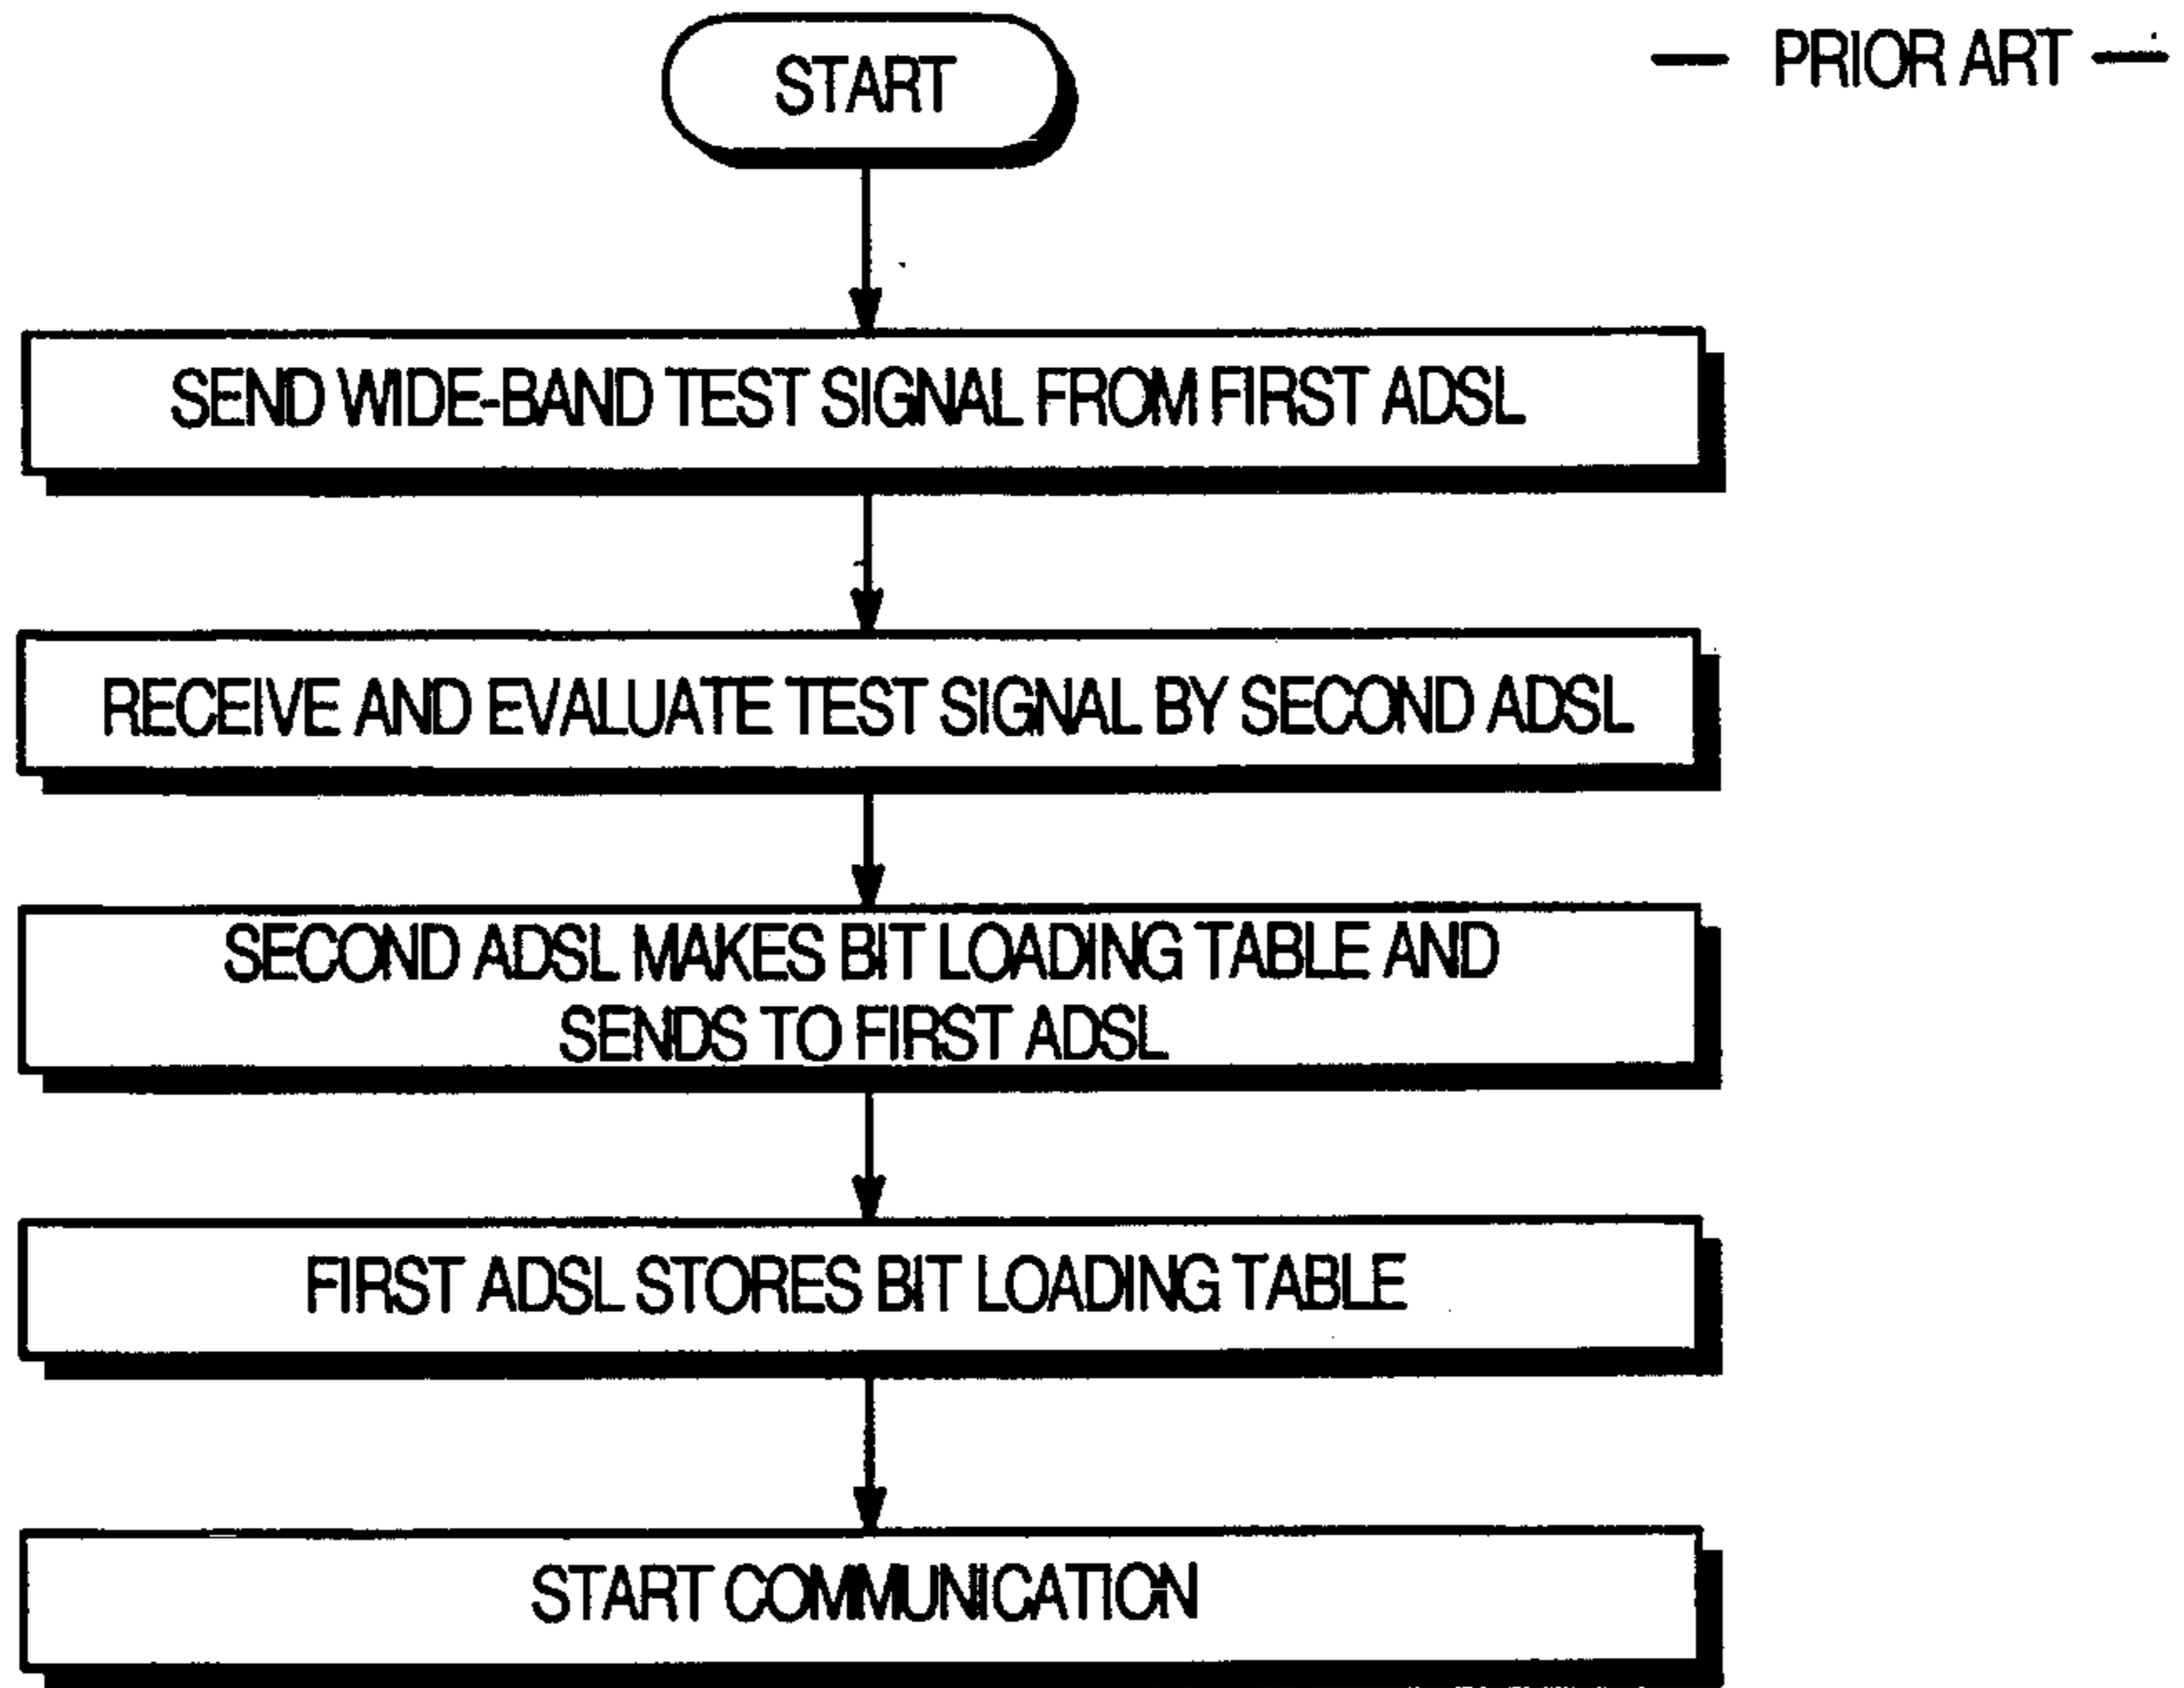 START
— PRIOR ART —
SEND WIDE-BAND TEST SIGNAL FROM FIRST ADSL
RECEIVE AND EVALUATE TEST SIGNAL BY SECOND ADSL
SECOND ADSL MAKES BIT LOADING TABLE AND
SENDS TO FIRST ADSL
FIRST ADSL STORES BIT LOADING TABLE
START COMMUNICATION